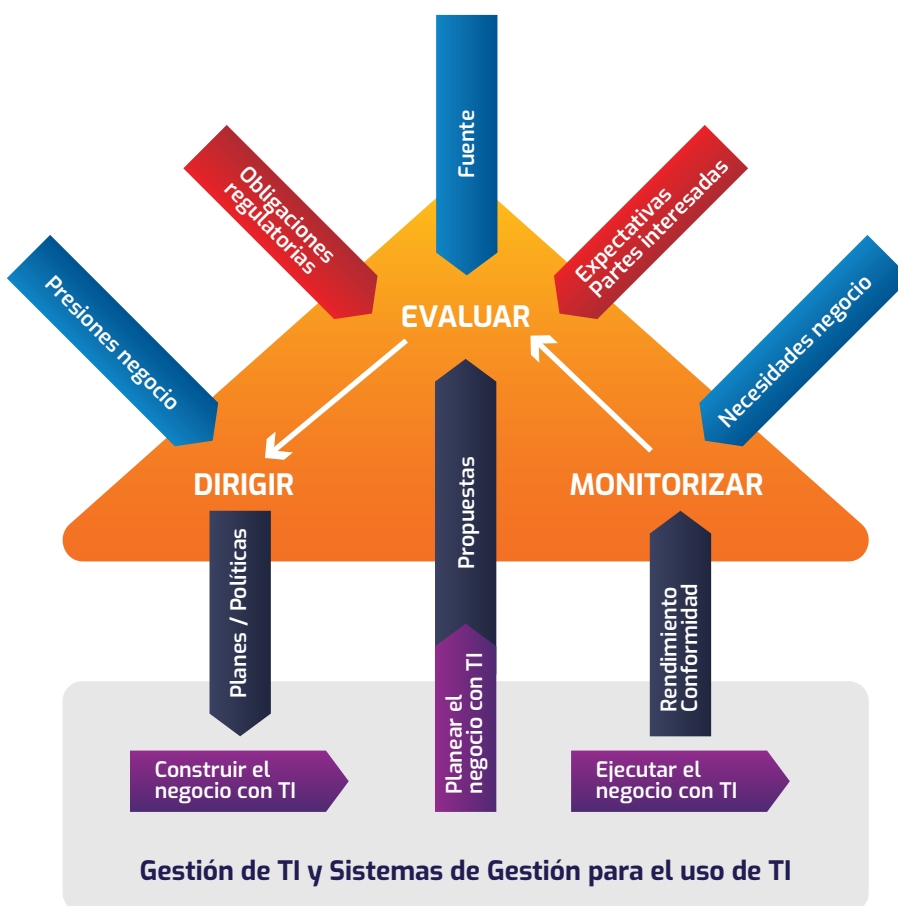 Fuente
Obligaciones
regulatorias
Expectativas
Partes interesadas
Presiones negocio
Necesidades negocio
EVALUAR
DIRIGIR
MONITORIZAR
Planes / Políticas
Propuestas
Rendimiento
Conformidad
Construir el
negocio con TI
Planear el
negocio con TI
Ejecutar el
negocio con TI
Gestión de TI y Sistemas de Gestión para el uso de TI